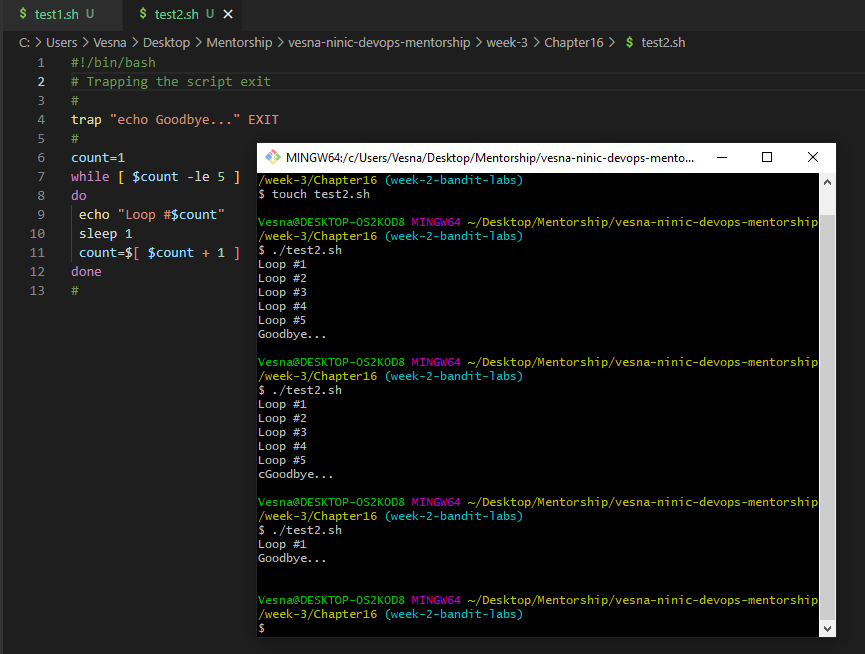 $ test1.sh U $ test2.sh U
C: > Users > Vesna > Desktop > Mentorship > vesna-ninic-devops-mentorship > week-3 > Chapter16 > $ test2.sh
1 #!/bin/bash
2 # Trapping the script exit
3 #
4 trap "echo Goodbye..." EXIT
5 #
6 count=1
7 while [ $count -le 5 ]
8 do
9 echo "Loop #$count"
10 sleep 1
11 count=$[ $count + 1 ]
12 done
13 #
MINGW64:/c/Users/Vesna/Desktop/Mentorship/vesna-ninic-devops-mento...
/week-3/Chapter16 (week-2-bandit-labs)
$ touch test2.sh
Vesna@DESKTOP-OS2KOD8 MINGW64 ~/Desktop/Mentorship/vesna-ninic-devops-mentorship
/week-3/Chapter16 (week-2-bandit-labs)
$ ./test2.sh
Loop #1
Loop #2
Loop #3
Loop #4
Loop #5
Goodbye...
Vesna@DESKTOP-OS2KOD8 MINGW64 ~/Desktop/Mentorship/vesna-ninic-devops-mentorship
/week-3/Chapter16 (week-2-bandit-labs)
$ ./test2.sh
Loop #1
Loop #2
Loop #3
Loop #4
Loop #5
cGoodbye...
Vesna@DESKTOP-OS2KOD8 MINGW64 ~/Desktop/Mentorship/vesna-ninic-devops-mentorship
/week-3/Chapter16 (week-2-bandit-labs)
$ ./test2.sh
Loop #1
Goodbye...
Vesna@DESKTOP-OS2KOD8 MINGW64 ~/Desktop/Mentorship/vesna-ninic-devops-mentorship
/week-3/Chapter16 (week-2-bandit-labs)
$